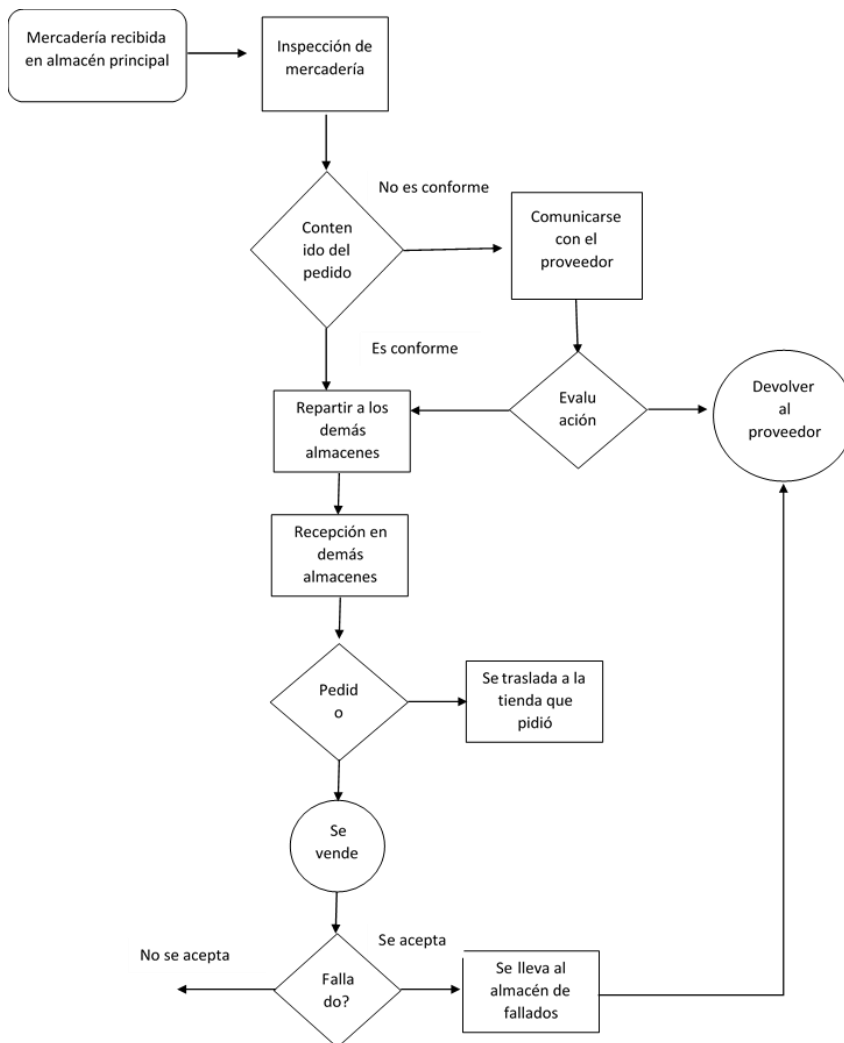 Mercadería recibida
en almacén principal
Inspección de
mercadería
No es conforme
Conten
ido del
pedido
Comunicarse
con el
proveedor
Es conforme
Repartir a los
demás
almacenes
Evalu
ación
Devolver
al
proveedor
Recepción en
demás
almacenes
Pedid
o
Se traslada a la
tienda que
pidió
Se
vende
No se acepta
Se acepta
Falla
do?
Se lleva al
almacén de
fallados